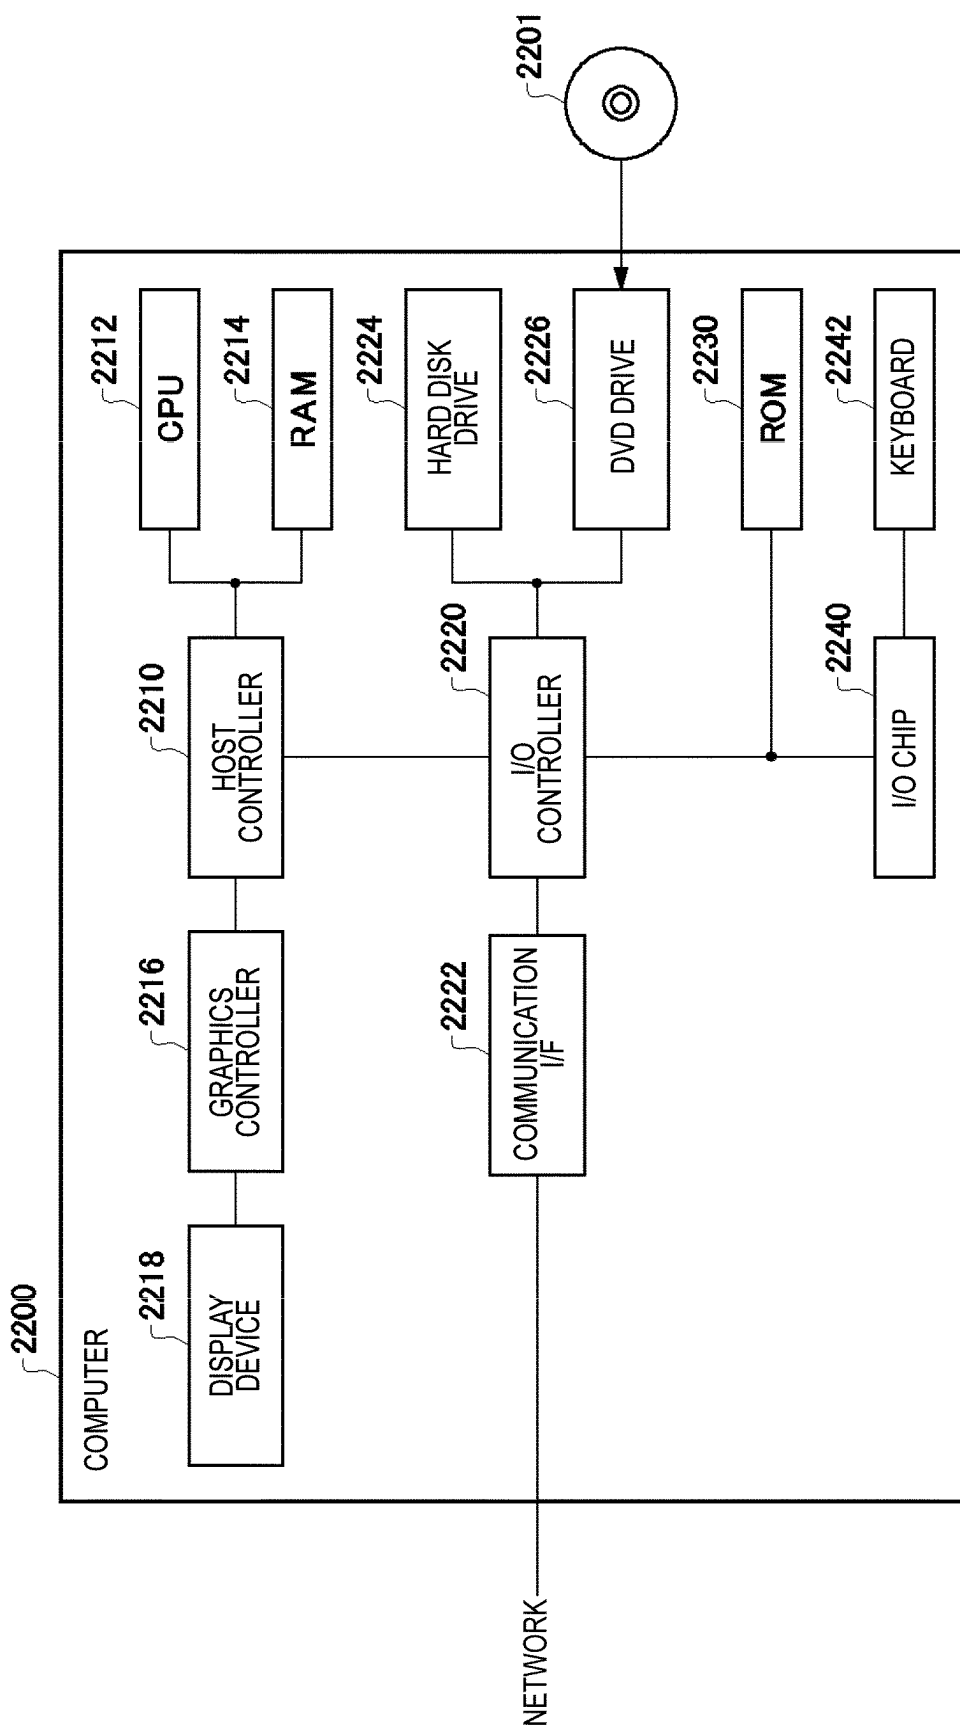 2200
COMPUTER
2218
DISPLAY
DEVICE
2216
GRAPHICS
CONTROLLER
2210
HOST
CONTROLLER
2212
CPU
2214
RAM
NETWORK
2222
COMMUNICATION
I/F
2220
I/O
CONTROLLER
2224
HARD DISK
DRIVE
2226
DVD DRIVE
2201
2230
ROM
2240
I/O CHIP
2242
KEYBOARD